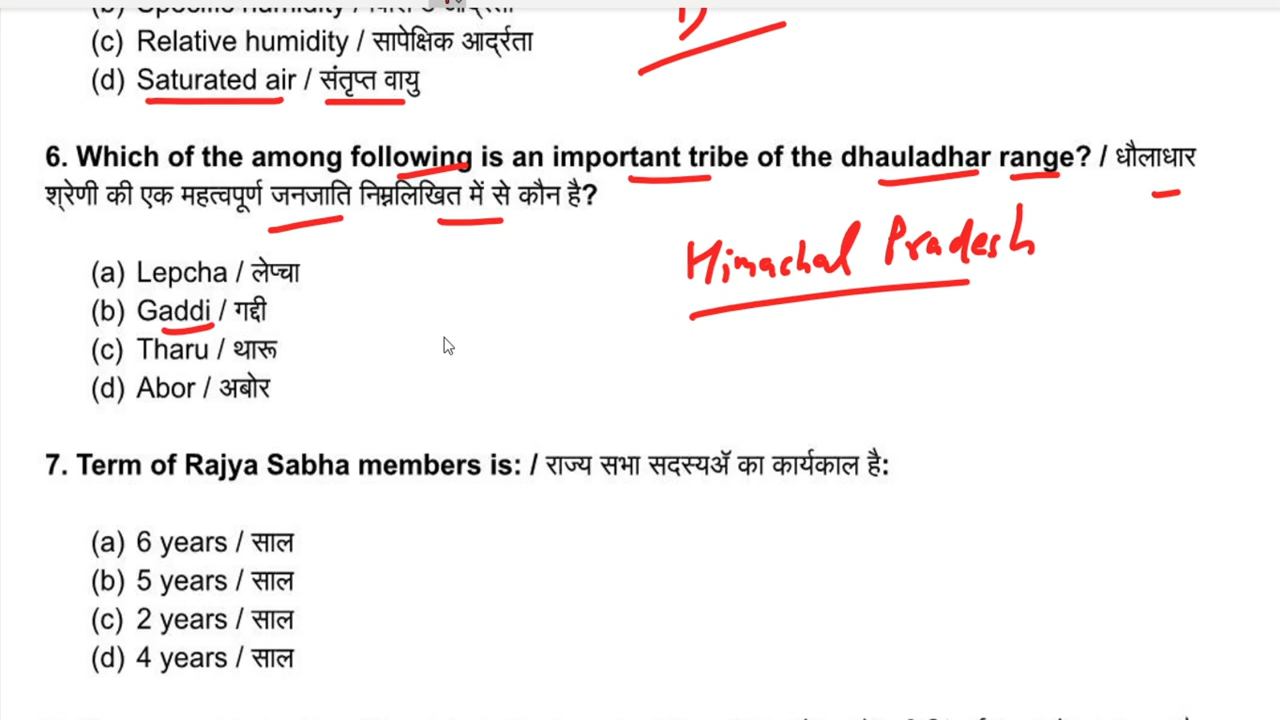 (c) Relative humidity / सापेक्षिक आर्द्रता
(d) Saturated air / संतृप्त वायु
6. Which of the among following is an important tribe of the dhauladhar range? / धौलाधार
श्रेणी की एक महत्वपूर्ण जनजाति निम्नलिखित में से कौन है?
Himachal Pradesh
(a) Lepcha / लेप्चा
(b) Gaddi / गद्दी
(c) Tharu / थारू
(d) Abor / अबोर
7. Term of Rajya Sabha members is: / राज्य सभा सदस्यॲ का कार्यकाल है:
(a) 6 years / साल
(b) 5 years / साल
(c) 2 years / साल
(d) 4 years / साल